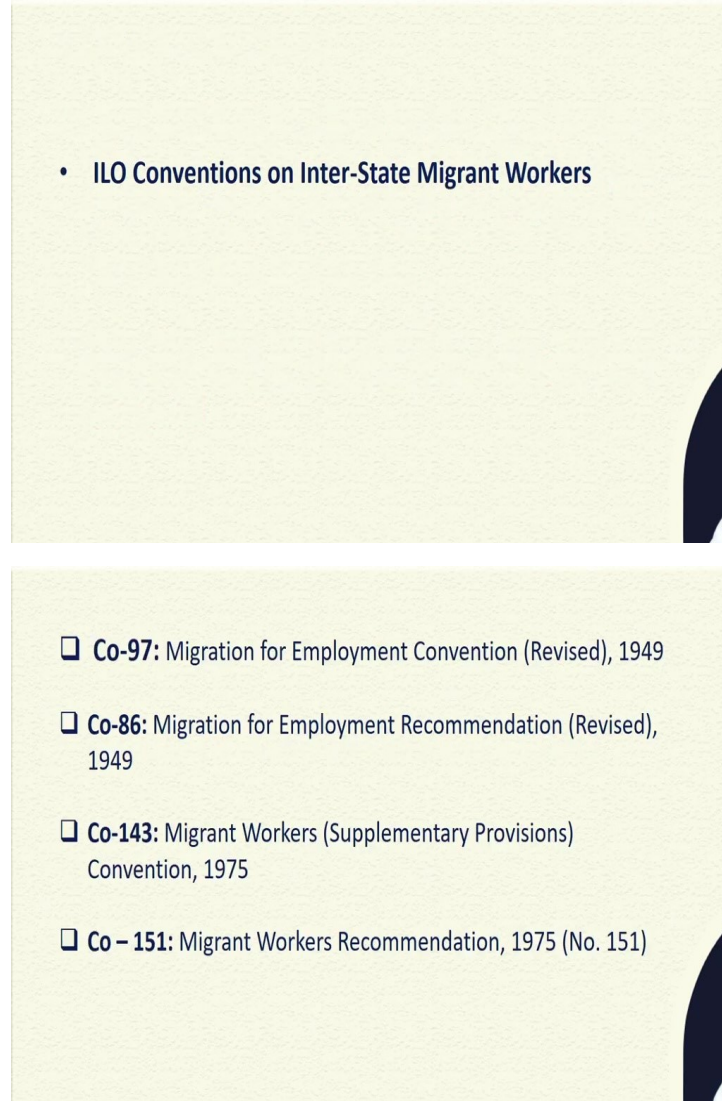 • ILO Conventions on Inter-State Migrant Workers
❑ Co-97: Migration for Employment Convention (Revised), 1949
❑ Co-86: Migration for Employment Recommendation (Revised),
1949
❑ Co-143: Migrant Workers (Supplementary Provisions)
Convention, 1975
❑ Co – 151: Migrant Workers Recommendation, 1975 (No. 151)